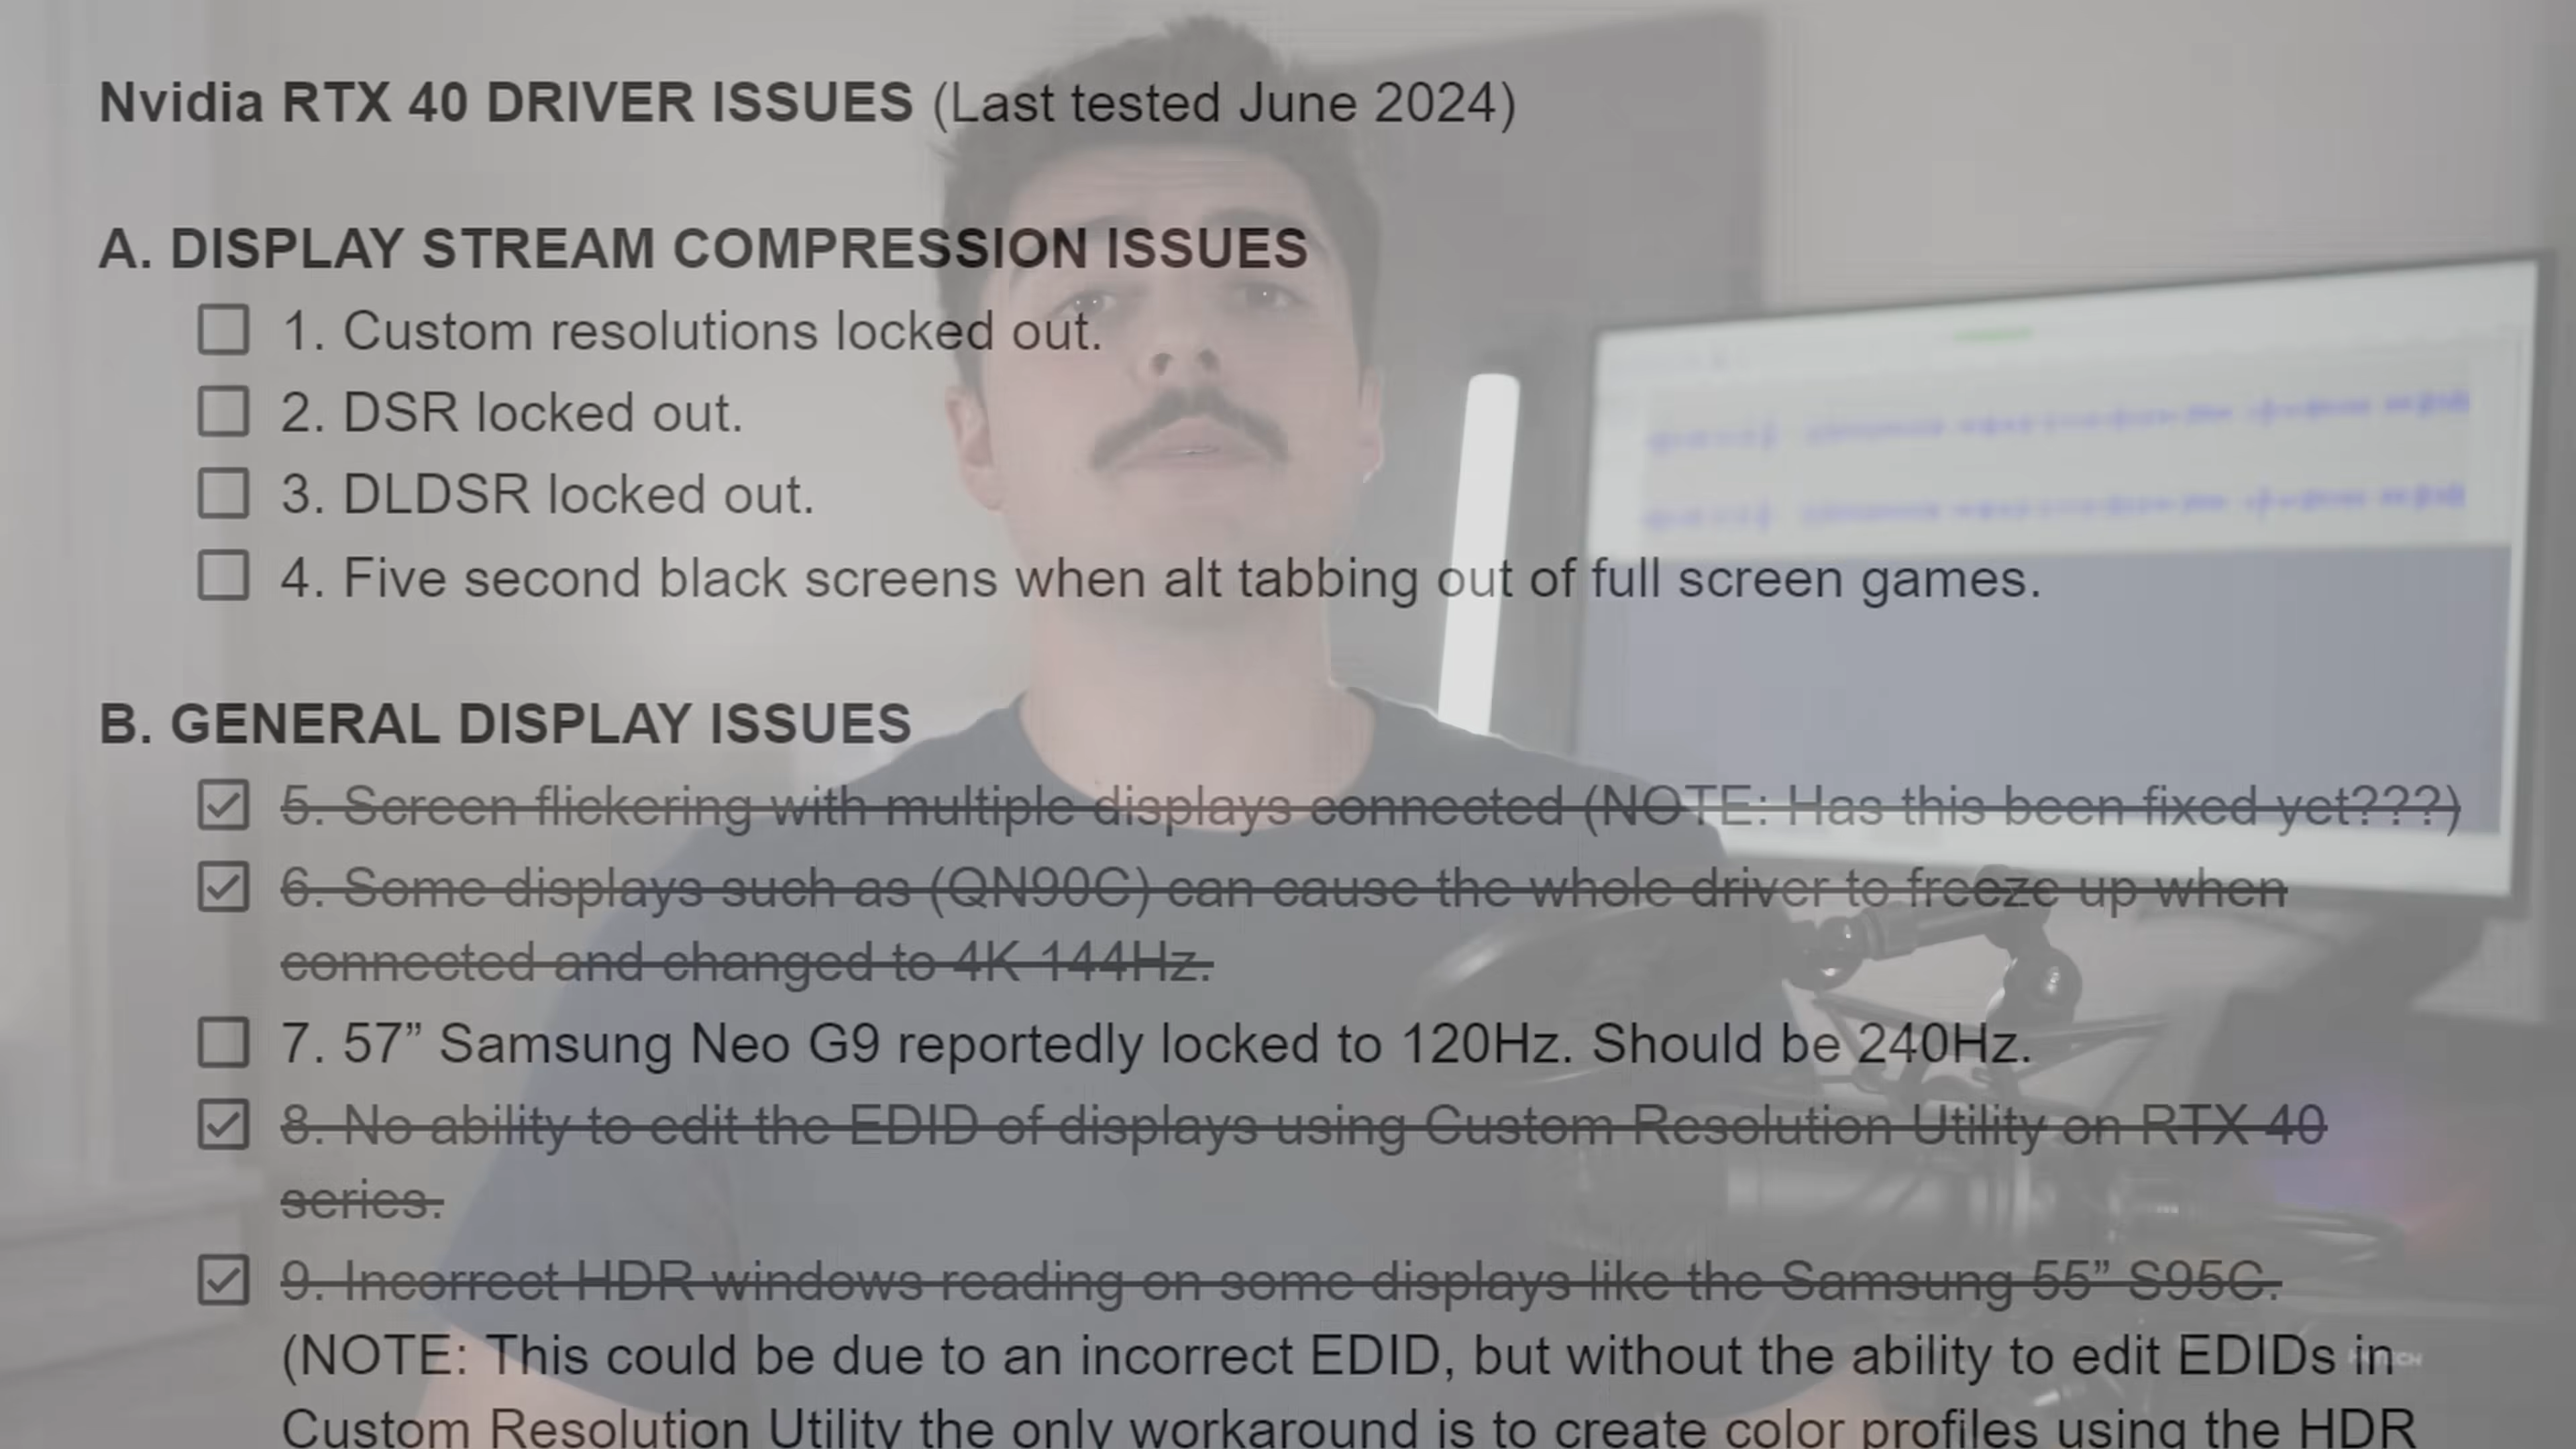 Nvidia RTX 40 DRIVER ISSUES (Last tested June 2024)
A. DISPLAY STREAM COMPRESSION ISSUES
1. Custom resolutions locked out.
2. DSR locked out.
3. DLDSR locked out.
4. Five second black screens when alt tabbing out of full screen games.
B. GENERAL DISPLAY ISSUES
5. Screen flickering with multiple displays connected (NOTE: Has this been fixed yet???)
6. Some displays such as (QN90C) can cause the whole driver to freeze up when
connected and changed to 4K 144Hz.
7. 57” Samsung Neo G9 reportedly locked to 120Hz. Should be 240Hz.
8. No ability to edit the EDID of displays using Custom Resolution Utility on RTX 40
series.
9. Incorrect HDR windows reading on some displays like the Samsung 55” S95C.
(NOTE: This could be due to an incorrect EDID, but without the ability to edit EDIDs in
Custom Resolution Utility the only workaround is to create color profiles using the HDR